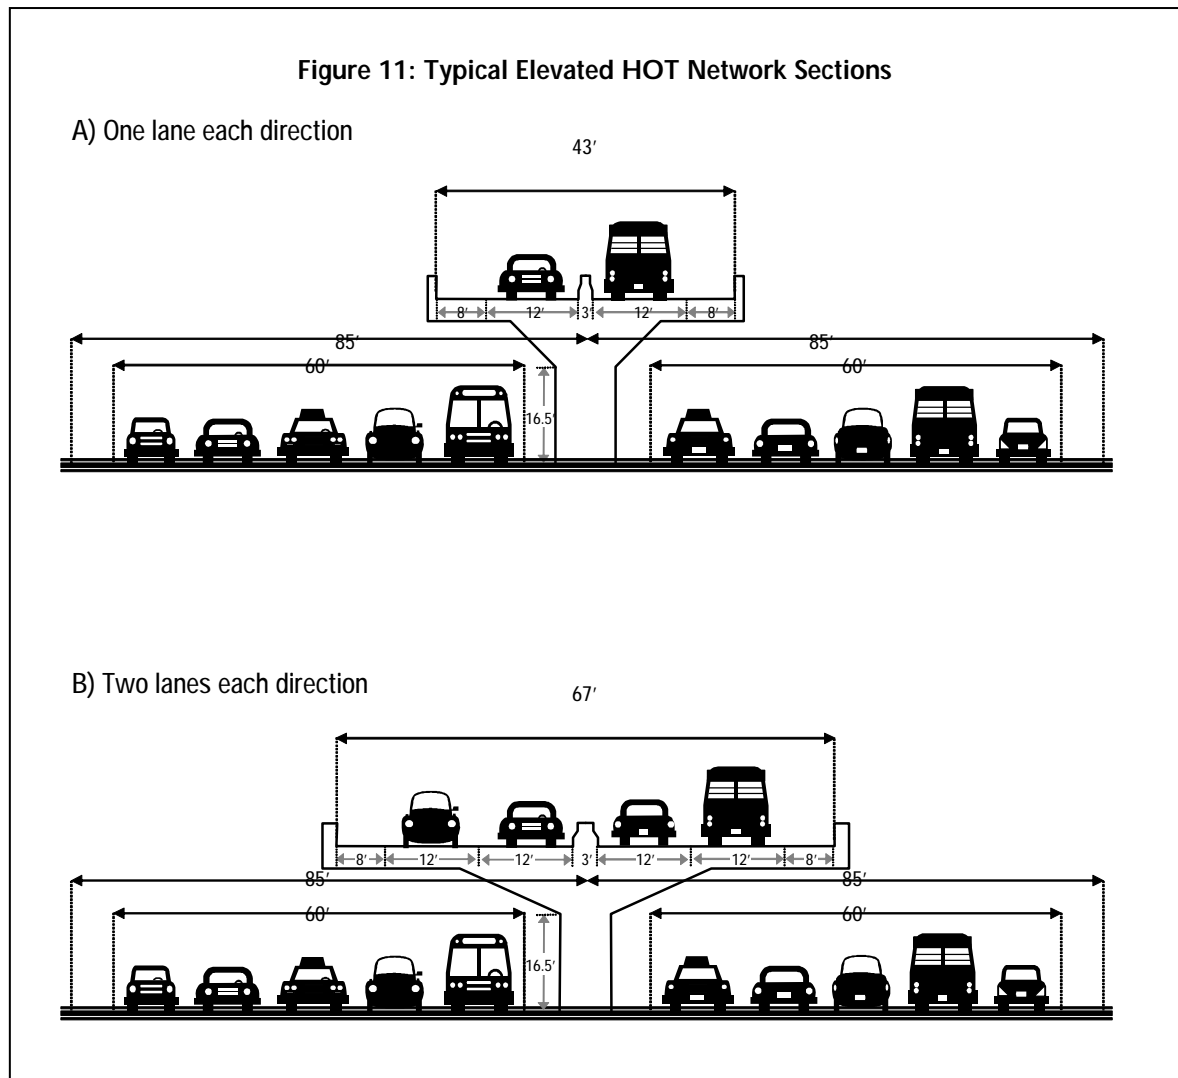 Figure 11: Typical Elevated HOT Network Sections
A) One lane each direction
43′
8′ 12′ 3′ 12′ 8′
85′ 85′
60′ 60′
16.5′
B) Two lanes each direction
67′
8′ 12′ 12′ 3′ 12′ 12′ 8′
85′ 85′
60′ 60′
16.5′